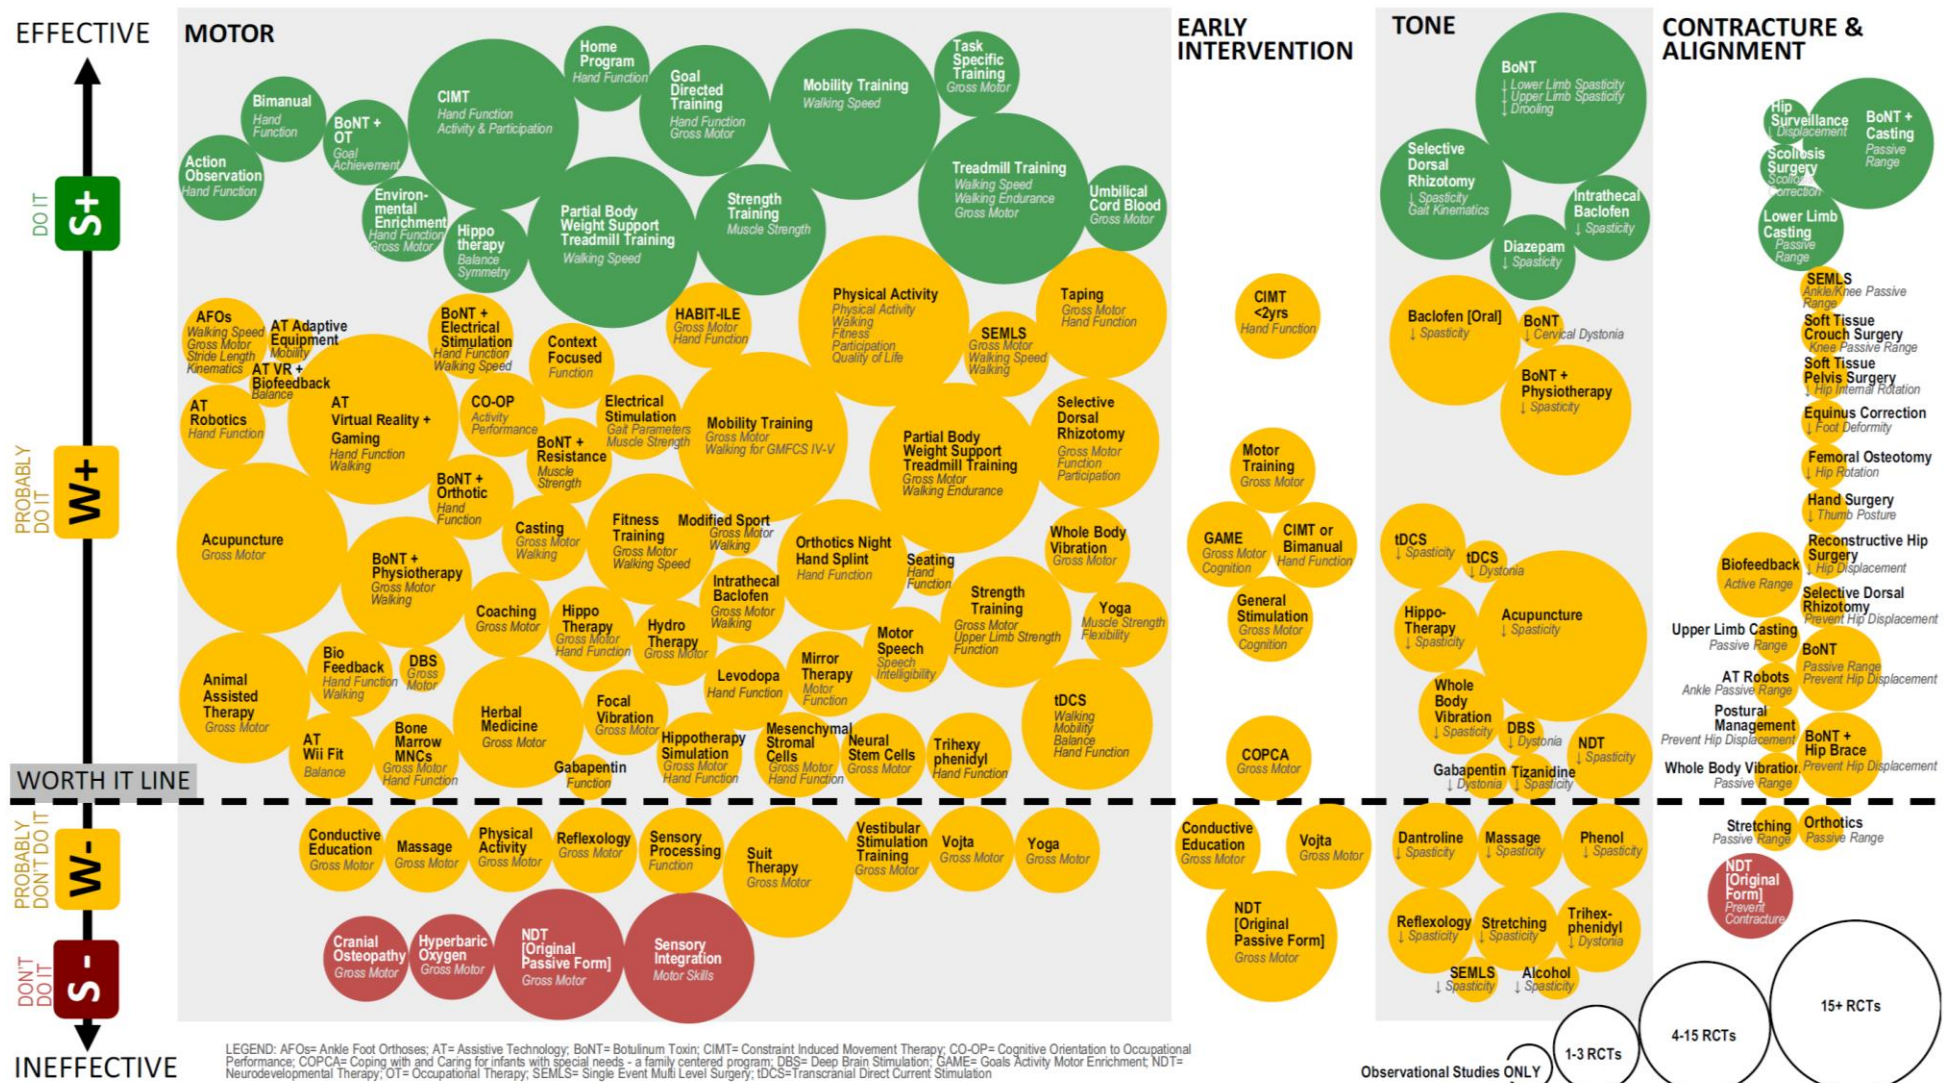 EFFECTIVE
DO IT
S+
PROBABLY
DO IT
W+
WORTH IT LINE
PROBABLY
DON'T DO IT
W-
DON'T
DO IT
S -
INEFFECTIVE
MOTOR
Bimanual
Hand
Function
Action
Observation
Hand Function
BoNT +
OT
Goal
Achievement
CIMT
Hand Function
Activity & Participation
Environ-
mental
Enrichment
Hand Function
Gross Motor
Hippo
therapy
Balance
Symmetry
Home
Program
Hand Function
Goal
Directed
Training
Hand Function
Gross Motor
Partial Body
Weight Support
Treadmill Training
Walking Speed
Strength
Training
Muscle Strength
Mobility Training
Walking Speed
Task
Specific
Training
Gross Motor
Treadmill Training
Walking Speed
Walking Endurance
Gross Motor
Umbilical
Cord Blood
Gross Motor
AFOs
Walking Speed
Gross Motor
Stride Length
Kinematics
AT Adaptive
Equipment
Mobility
AT VR +
Biofeedback
Balance
AT
Robotics
Hand Function
AT
Virtual Reality +
Gaming
Hand Function
Walking
BoNT +
Electrical
Stimulation
Hand Function
Walking Speed
Context
Focused
Function
CO-OP
Activity
Performance
BoNT +
Resistance
Muscle
Strength
Electrical
Stimulation
Gait Parameters
Muscle Strength
HABIT-ILE
Gross Motor
Hand Function
Mobility Training
Gross Motor
Walking for GMFCS IV-V
Physical Activity
Physical Activity
Walking
Fitness
Participation
Quality of Life
SEMLS
Gross Motor
Walking Speed
Walking
Taping
Gross Motor
Hand Function
Partial Body
Weight Support
Treadmill Training
Gross Motor
Walking Endurance
Selective
Dorsal
Rhizotomy
Gross Motor
Function
Participation
Acupuncture
Gross Motor
BoNT +
Orthotic
Hand
Function
BoNT +
Physiotherapy
Gross Motor
Walking
Casting
Gross Motor
Walking
Fitness
Training
Gross Motor
Walking Speed
Modified Sport
Gross Motor
Walking
Orthotics Night
Hand Splint
Hand Function
Seating
Hand
Function
Whole Body
Vibration
Gross Motor
Coaching
Gross Motor
Hippo
Therapy
Gross Motor
Hand Function
Hydro
Therapy
Gross Motor
Intrathecal
Baclofen
Gross Motor
Walking
Strength
Training
Gross Motor
Upper Limb Strength
Function
Yoga
Muscle Strength
Flexibility
Animal
Assisted
Therapy
Gross Motor
Bio
Feedback
Hand Function
Walking
DBS
Gross
Motor
Herbal
Medicine
Gross Motor
Focal
Vibration
Gross Motor
Levodopa
Hand Function
Mirror
Therapy
Motor
Function
Motor
Speech
Speech
Intelligibility
tDCS
Walking
Mobility
Balance
Hand Function
AT
Wii Fit
Balance
Bone
Marrow
MNCs
Gross Motor
Hand Function
Gabapentin
Function
Hippotherapy
Simulation
Gross Motor
Hand Function
Mesenchymal
Stromal
Cells
Gross Motor
Hand Function
Neural
Stem Cells
Gross Motor
Trihexy
phenidyl
Hand Function
Conductive
Education
Gross Motor
Massage
Gross Motor
Physical
Activity
Gross Motor
Reflexology
Gross Motor
Sensory
Processing
Function
Suit
Therapy
Gross Motor
Vestibular
Stimulation
Training
Gross Motor
Vojta
Gross Motor
Yoga
Gross Motor
Cranial
Osteopathy
Gross Motor
Hyperbaric
Oxygen
Gross Motor
NDT
[Original
Passive Form]
Gross Motor
Sensory
Integration
Motor Skills
EARLY
INTERVENTION
CIMT
<2yrs
Hand Function
Motor
Training
Gross Motor
GAME
Gross Motor
Cognition
CIMT or
Bimanual
Hand Function
General
Stimulation
Gross Motor
Cognition
COPCA
Gross Motor
Conductive
Education
Gross Motor
Vojta
Gross Motor
NDT
[Original
Passive Form]
Gross Motor
TONE
BoNT
↓ Lower Limb Spasticity
↓ Upper Limb Spasticity
↓ Drooling
Selective
Dorsal
Rhizotomy
↓ Spasticity
Gait Kinematics
Intrathecal
Baclofen
↓ Spasticity
Diazepam
↓ Spasticity
Baclofen [Oral]
↓ Spasticity
BoNT
↓ Cervical Dystonia
BoNT +
Physiotherapy
↓ Spasticity
tDCS
↓ Spasticity
tDCS
↓ Dystonia
Hippo-
Therapy
↓ Spasticity
Acupuncture
↓ Spasticity
Whole
Body
Vibration
↓ Spasticity
DBS
↓ Dystonia
NDT
↓ Spasticity
Gabapentin
↓ Dystonia
Tizanidine
↓ Spasticity
Dantroline
↓ Spasticity
Massage
↓ Spasticity
Phenol
↓ Spasticity
Reflexology
↓ Spasticity
Stretching
↓ Spasticity
Trihex-
phenidyl
↓ Dystonia
SEMLS
↓ Spasticity
Alcohol
↓ Spasticity
CONTRACTURE &
ALIGNMENT
Hip
Surveillance
↓ Displacement
BoNT +
Casting
Passive
Range
Scoliosis
Surgery
Correction
Lower Limb
Casting
Passive
Range
SEMLS
Ankle/Knee Passive
Range
Soft Tissue
Crouch Surgery
Knee Passive Range
Soft Tissue
Pelvis Surgery
↓ Hip Internal Rotation
Equinus Correction
↓ Foot Deformity
Femoral Osteotomy
↓ Hip Rotation
Hand Surgery
↓ Thumb Posture
Biofeedback
Active Range
Reconstructive Hip
Surgery
↓ Hip Displacement
Selective Dorsal
Rhizotomy
Prevent Hip Displacement
Upper Limb Casting
Passive Range
BoNT
Passive Range
Prevent Hip Displacement
AT Robots
Ankle Passive Range
Postural
Management
Prevent Hip Displacement
BoNT +
Hip Brace
Prevent Hip Displacement
Whole Body Vibration
Passive Range
Stretching
Passive Range
Orthotics
Passive Range
NDT
[Original
Form]
Prevent
Contracture
Observational Studies ONLY
1-3 RCTs
4-15 RCTs
15+ RCTs
LEGEND: AFOs= Ankle Foot Orthoses; AT= Assistive Technology; BoNT= Botulinum Toxin; CIMT= Constraint Induced Movement Therapy; CO-OP= Cognitive Orientation to Occupational
Performance; COPCA= Coping with and Caring for infants with special needs - a family centered program; DBS= Deep Brain Stimulation; GAME= Goals Activity Motor Enrichment; NDT=
Neurodevelopmental Therapy; OT= Occupational Therapy; SEMLS= Single Event Multi Level Surgery; tDCS=Transcranial Direct Current Stimulation